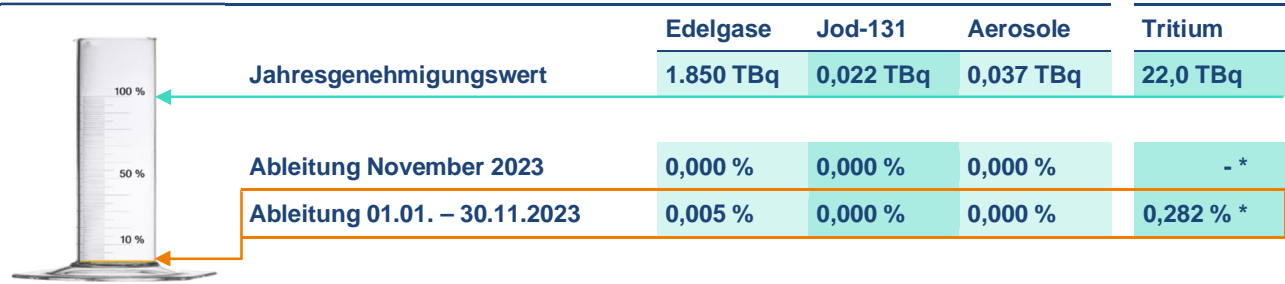 Edelgase Jod-131 Aerosole Tritium
Jahresgenehmigungswert 1.850 TBq 0,022 TBq 0,037 TBq 22,0 TBq
100 %
Ableitung November 2023 0,000 % 0,000 % 0,000 % - *
50 %
Ableitung 01.01. – 30.11.2023 0,005 % 0,000 % 0,000 % 0,282 % *
10 %